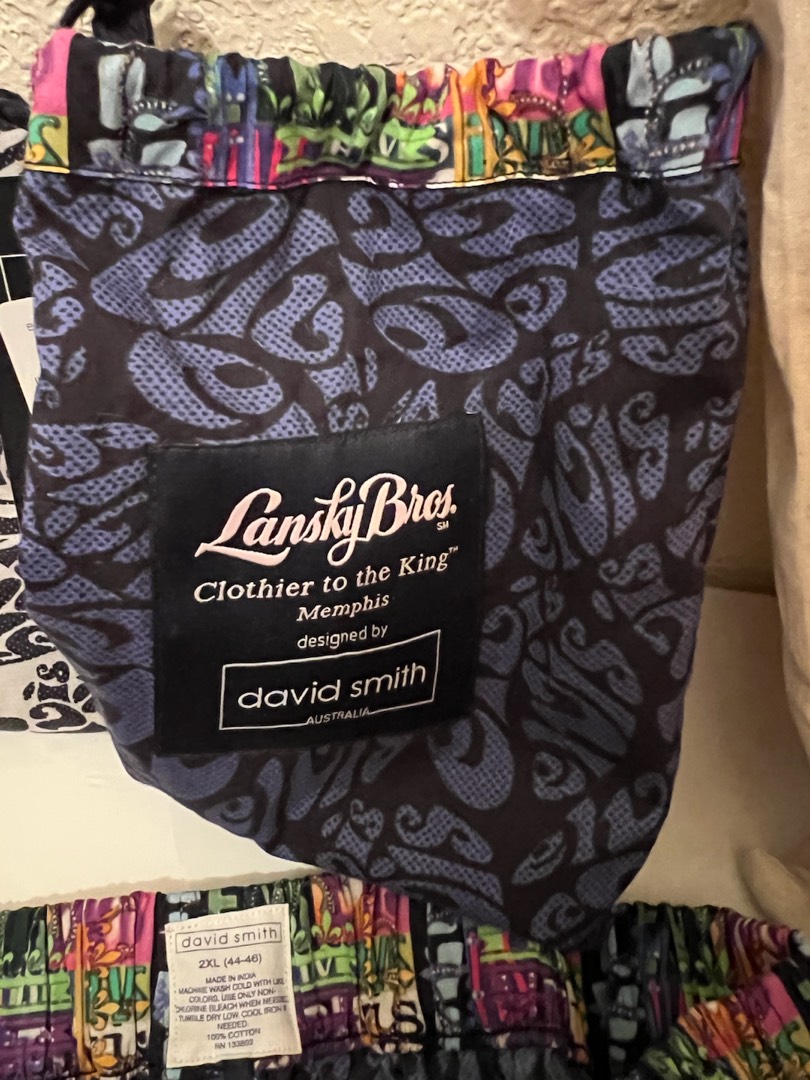 Lansky Bros. SM
Clothier to the King™
Memphis
designed by
david smith
AUSTRALIA
david smith
2XL (44-46)
MADE IN INDIA
MACHINE WASH COLD WITH LIKE
COLORS. USE ONLY NON-
CHLORINE BLEACH WHEN NEEDED.
TUMBLE DRY LOW. COOL IRON IF
NEEDED.
100% COTTON
RN 133802